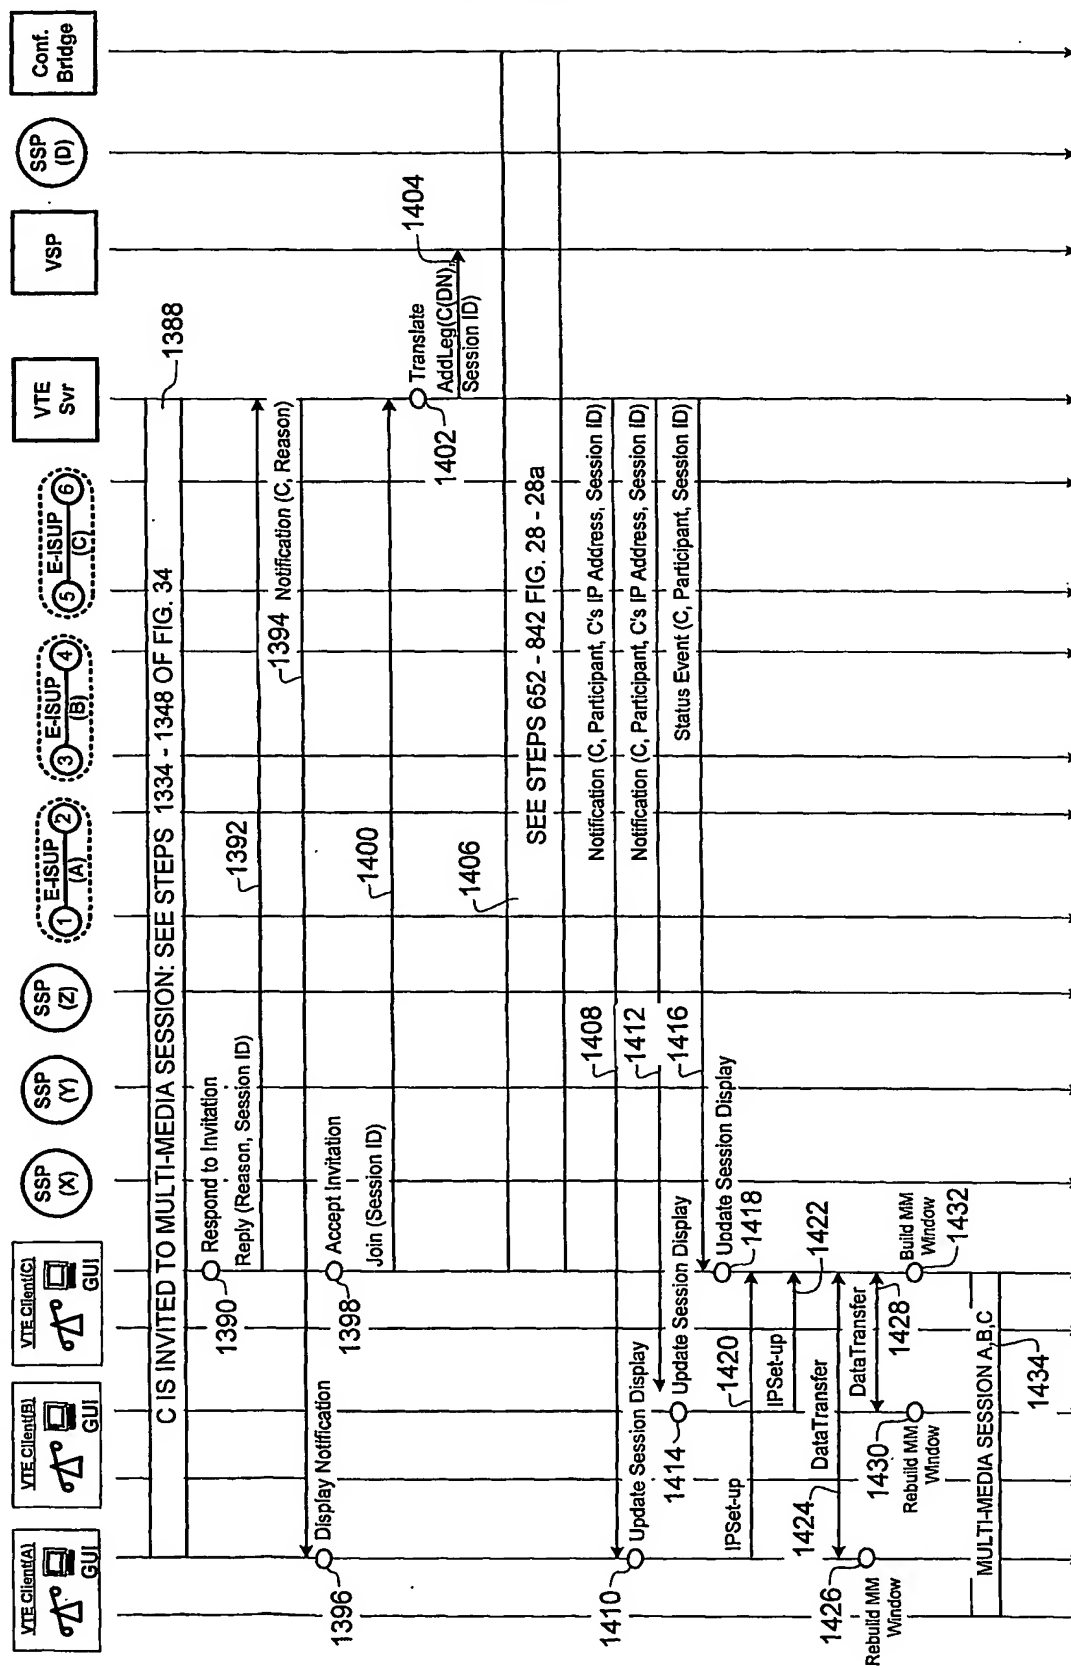 VTE Client(A)
GUI
VTE Client(B)
GUI
VTE Client(C)
GUI
SSP
(X)
SSP
(Y)
SSP
(Z)
1
E-ISUP
(A)
2
3
E-ISUP
(B)
4
5
E-ISUP
(C)
6
VTE
Svr
VSP
SSP
(D)
Conf.
Bridge
C IS INVITED TO MULTI-MEDIA SESSION: SEE STEPS 1334 - 1348 OF FIG. 34
1388
Respond to Invitation
1390
Reply (Reason, Session ID)
1392
1394
Notification (C, Reason)
Display Notification
1396
Accept Invitation
1398
Join (Session ID)
1400
Translate
1402
AddLeg(C(DN),
Session ID)
1404
1406
SEE STEPS 652 - 842 FIG. 28 - 28a
Notification (C, Participant, C's IP Address, Session ID)
1408
Update Session Display
1410
Notification (C, Participant, C's IP Address, Session ID)
1412
Update Session Display
1414
Status Event (C, Participant, Session ID)
1416
Update Session Display
1418
IPSet-up
1420
IPSet-up
1422
DataTransfer
1424
1426
Rebuild MM
Window
DataTransfer
1428
1430
Rebuild MM
Window
Build MM
Window
1432
MULTI-MEDIA SESSION A,B,C
1434